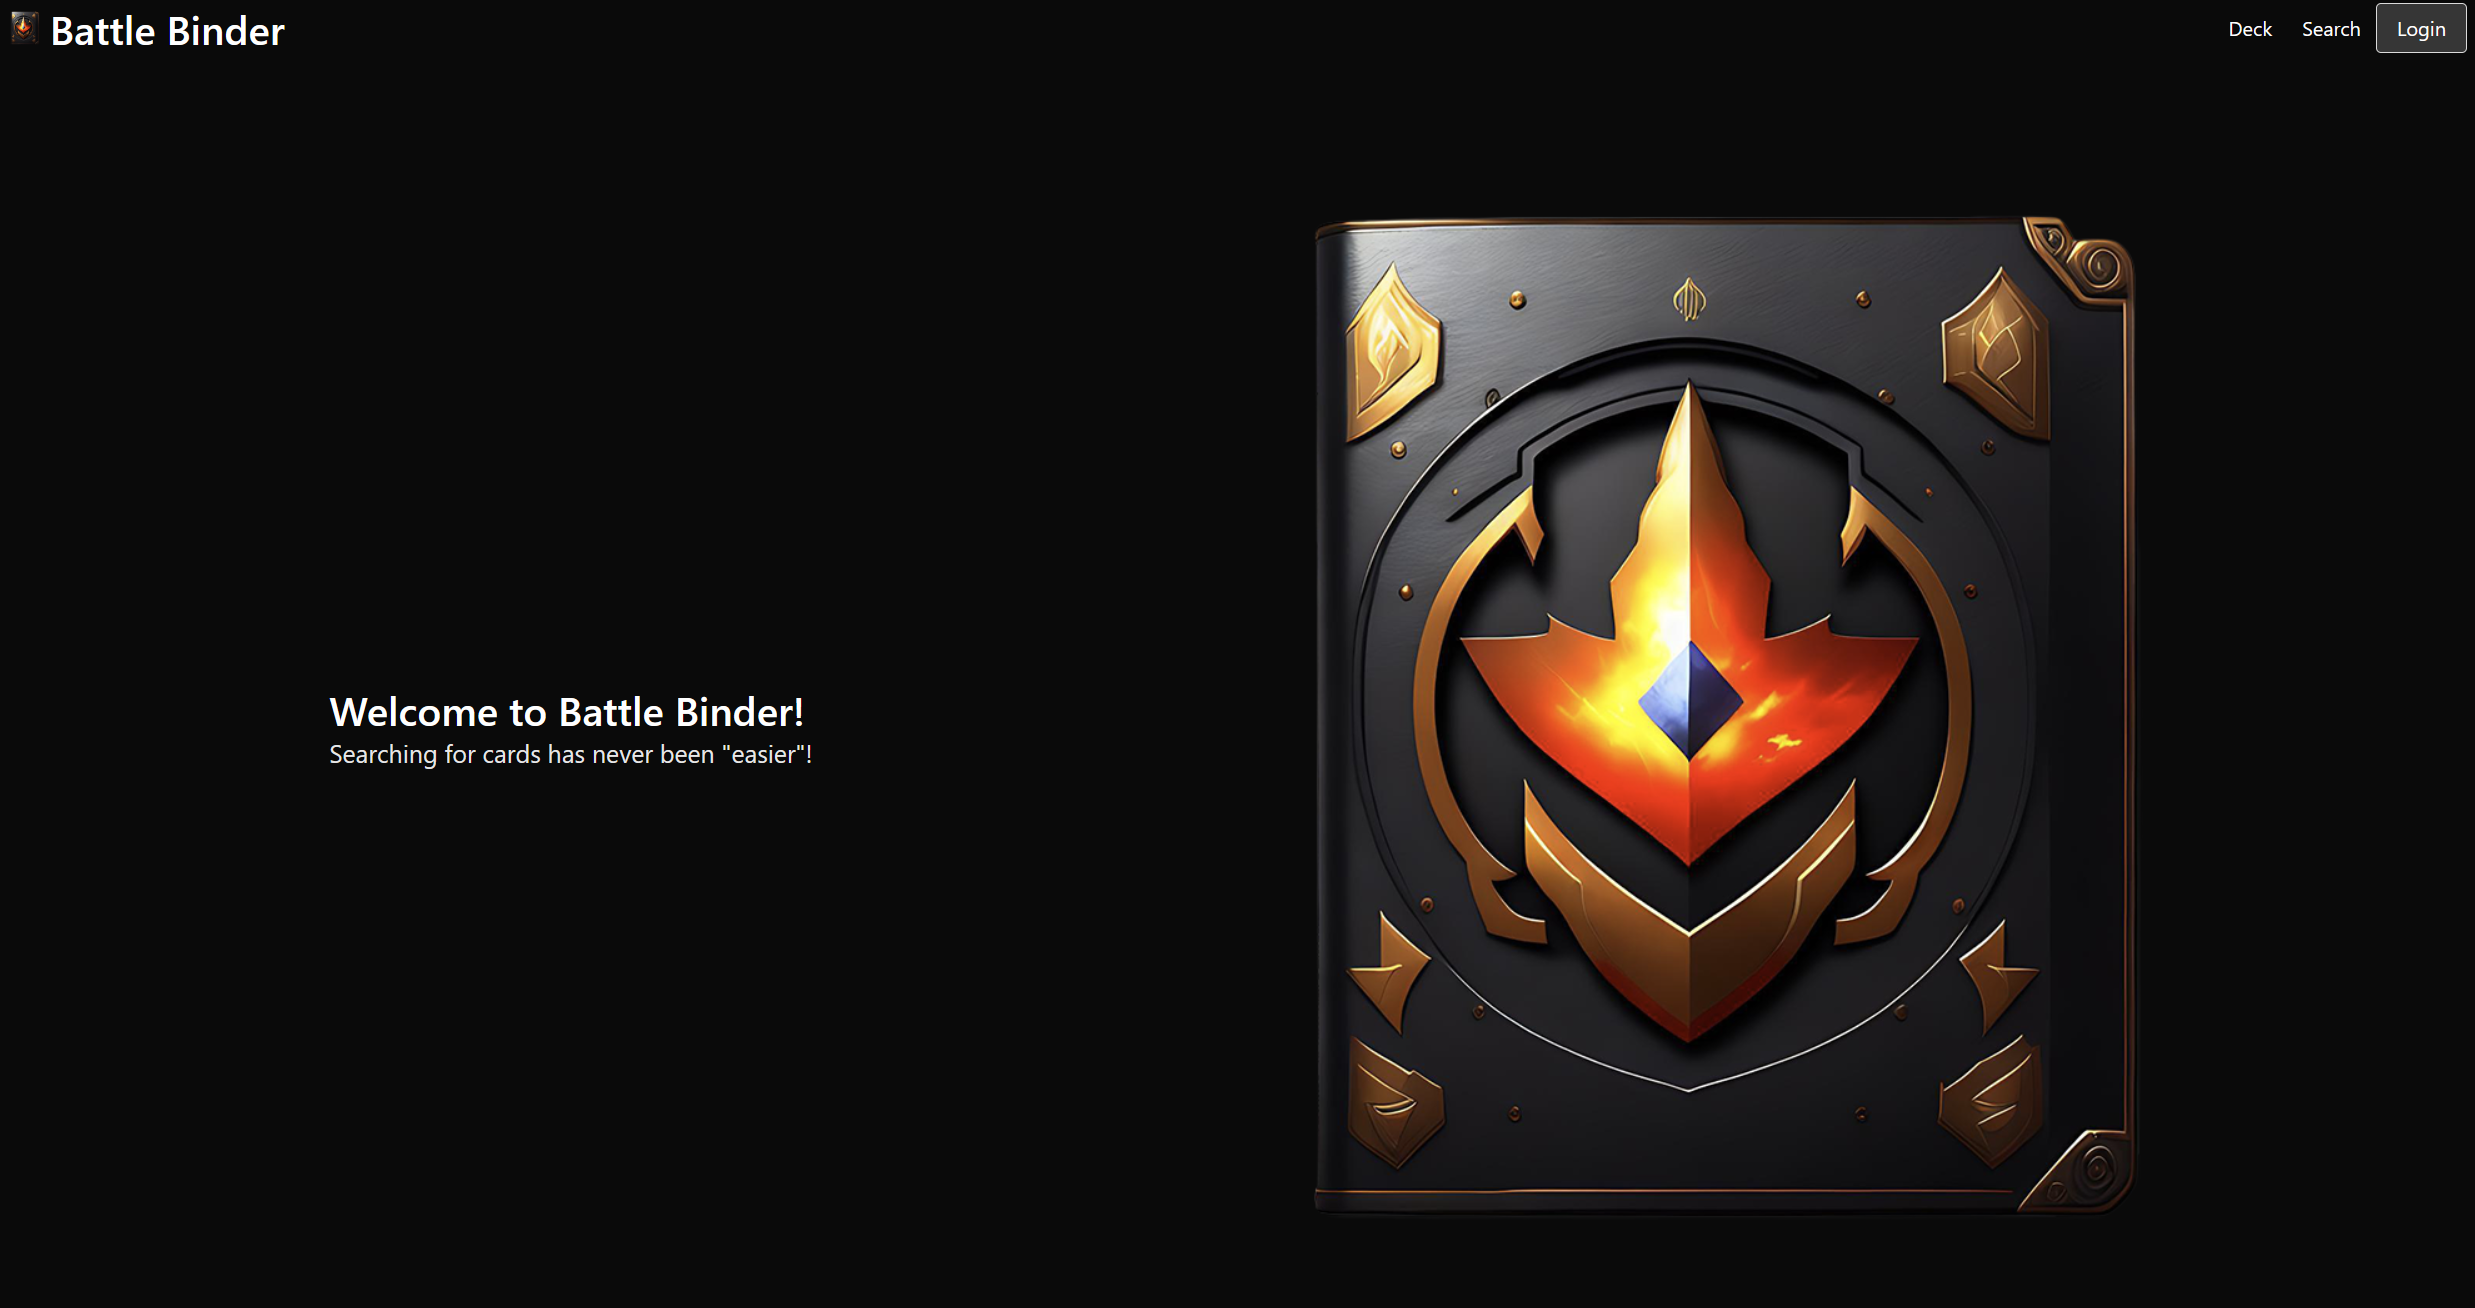 Battle Binder
Deck
Search
Login
Welcome to Battle Binder!
Searching for cards has never been "easier"!